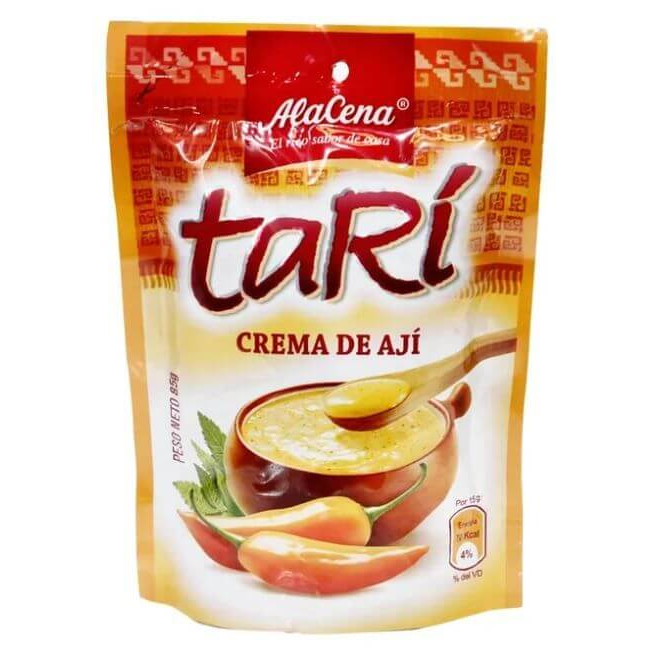 AlaCena®
El rico sabor de casa
taRí
CREMA DE AJÍ
PESO NETO 85g
Por 15g:
Energía
Kcal
4%
% del VD